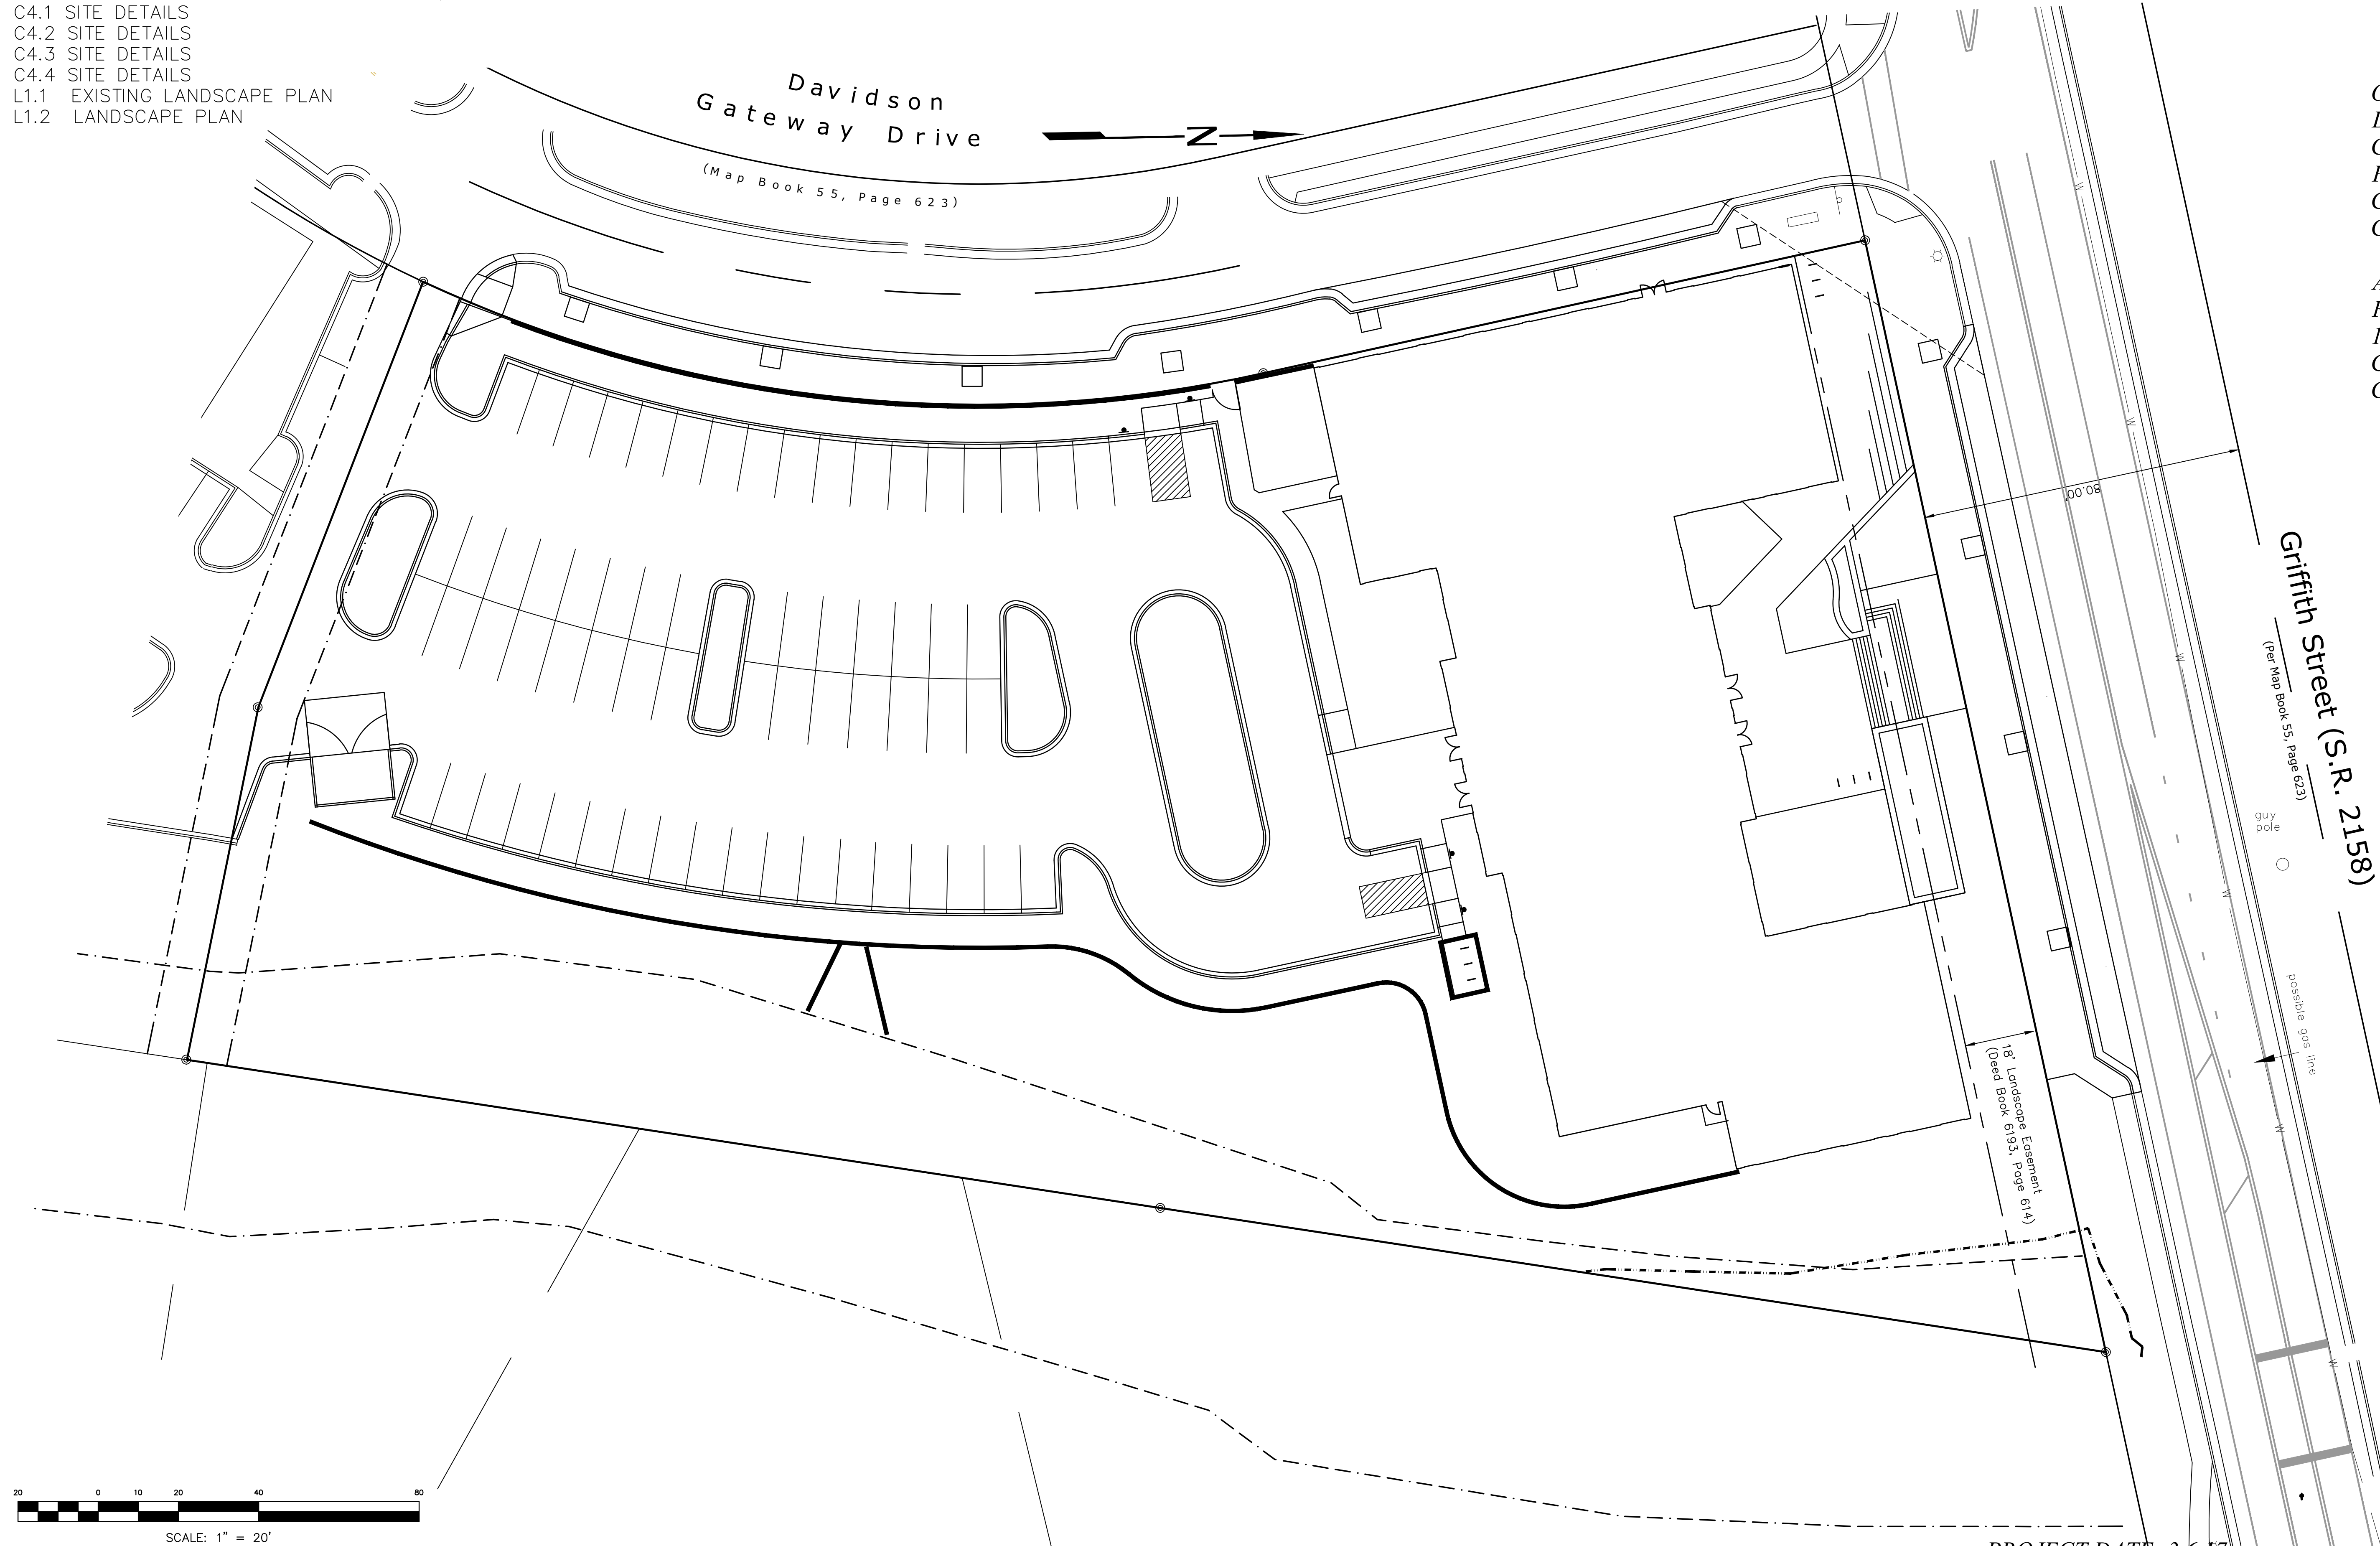 C4.1 SITE DETAILS
C4.2 SITE DETAILS
C4.3 SITE DETAILS
C4.4 SITE DETAILS
L1.1 EXISTING LANDSCAPE PLAN
L1.2 LANDSCAPE PLAN
Davidson
Gateway Drive
(Map Book 55, Page 623)
N
80.00'
Griffith Street (S.R. 2158)
(Per Map Book 55, Page 623)
W
W
W
W
W
W
guy
pole
possible gas line
18' Landscape Easement
(Deed Book 6193, Page 614)
20 0 10 20 40 80
SCALE: 1" = 20'